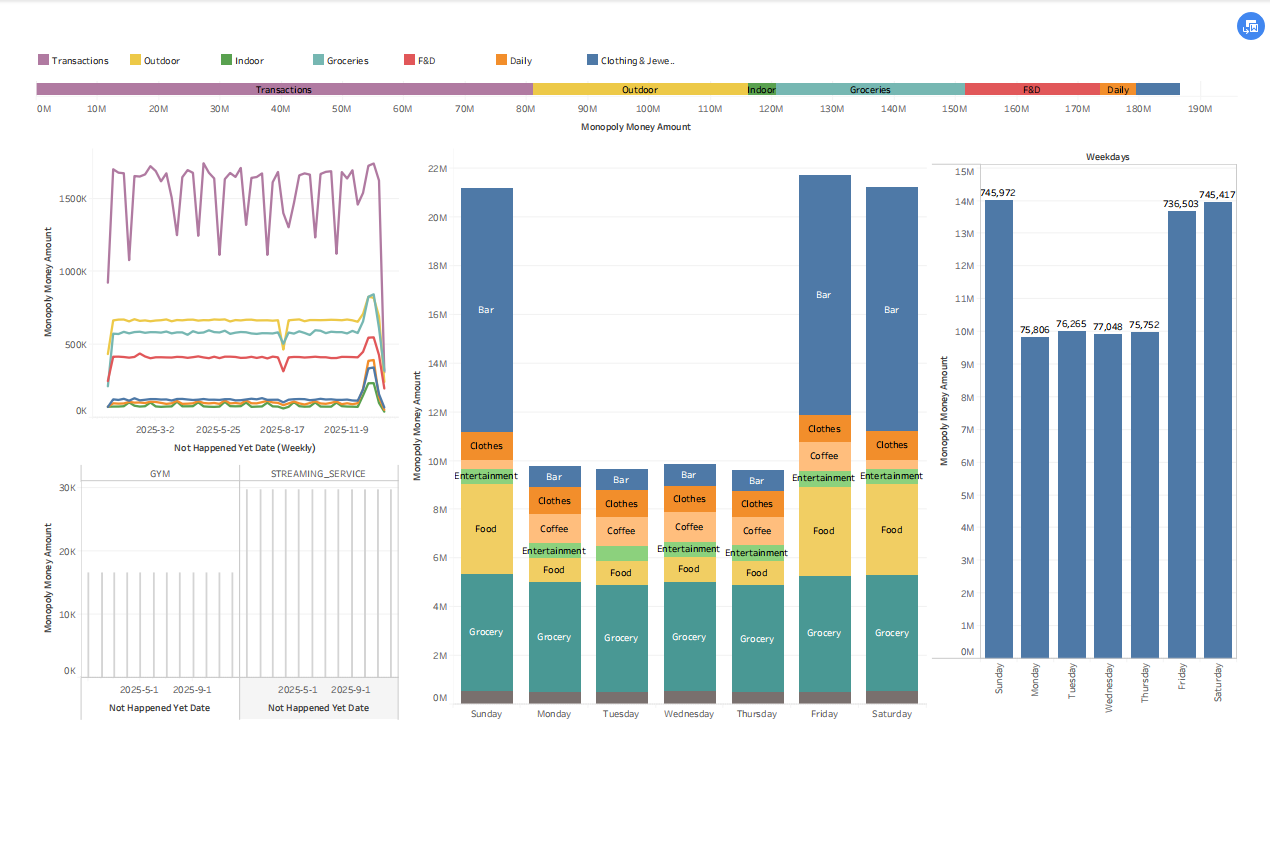 Transactions Outdoor Indoor Groceries F&D Daily Clothing & Jewe..
Transactions Outdoor Indoor Groceries F&D Daily
0M 10M 20M 30M 40M 50M 60M 70M 80M 90M 100M 110M 120M 130M 140M 150M 160M 170M 180M 190M
Monopoly Money Amount
1500K
1000K
500K
0K
Monopoly Money Amount
2025-3-2 2025-5-25 2025-8-17 2025-11-9
Not Happened Yet Date (Weekly)
GYM STREAMING_SERVICE
30K
20K
10K
0K
Monopoly Money Amount
2025-5-1 2025-9-1 2025-5-1 2025-9-1
Not Happened Yet Date Not Happened Yet Date
22M
20M
18M
16M
14M
12M
10M
8M
6M
4M
2M
0M
Monopoly Money Amount
Bar
Clothes
Entertainment
Food
Grocery
Bar
Clothes
Coffee
Entertainment
Food
Grocery
Bar
Clothes
Coffee
Food
Grocery
Bar
Clothes
Coffee
Entertainment
Food
Grocery
Bar
Clothes
Coffee
Entertainment
Food
Grocery
Bar
Clothes
Coffee
Entertainment
Food
Grocery
Bar
Clothes
Entertainment
Food
Grocery
Sunday Monday Tuesday Wednesday Thursday Friday Saturday
Weekdays
15M
14M
13M
12M
11M
10M
9M
8M
7M
6M
5M
4M
3M
2M
1M
0M
Monopoly Money Amount
745,972 75,806 76,265 77,048 75,752 736,503 745,417
Sunday Monday Tuesday Wednesday Thursday Friday Saturday